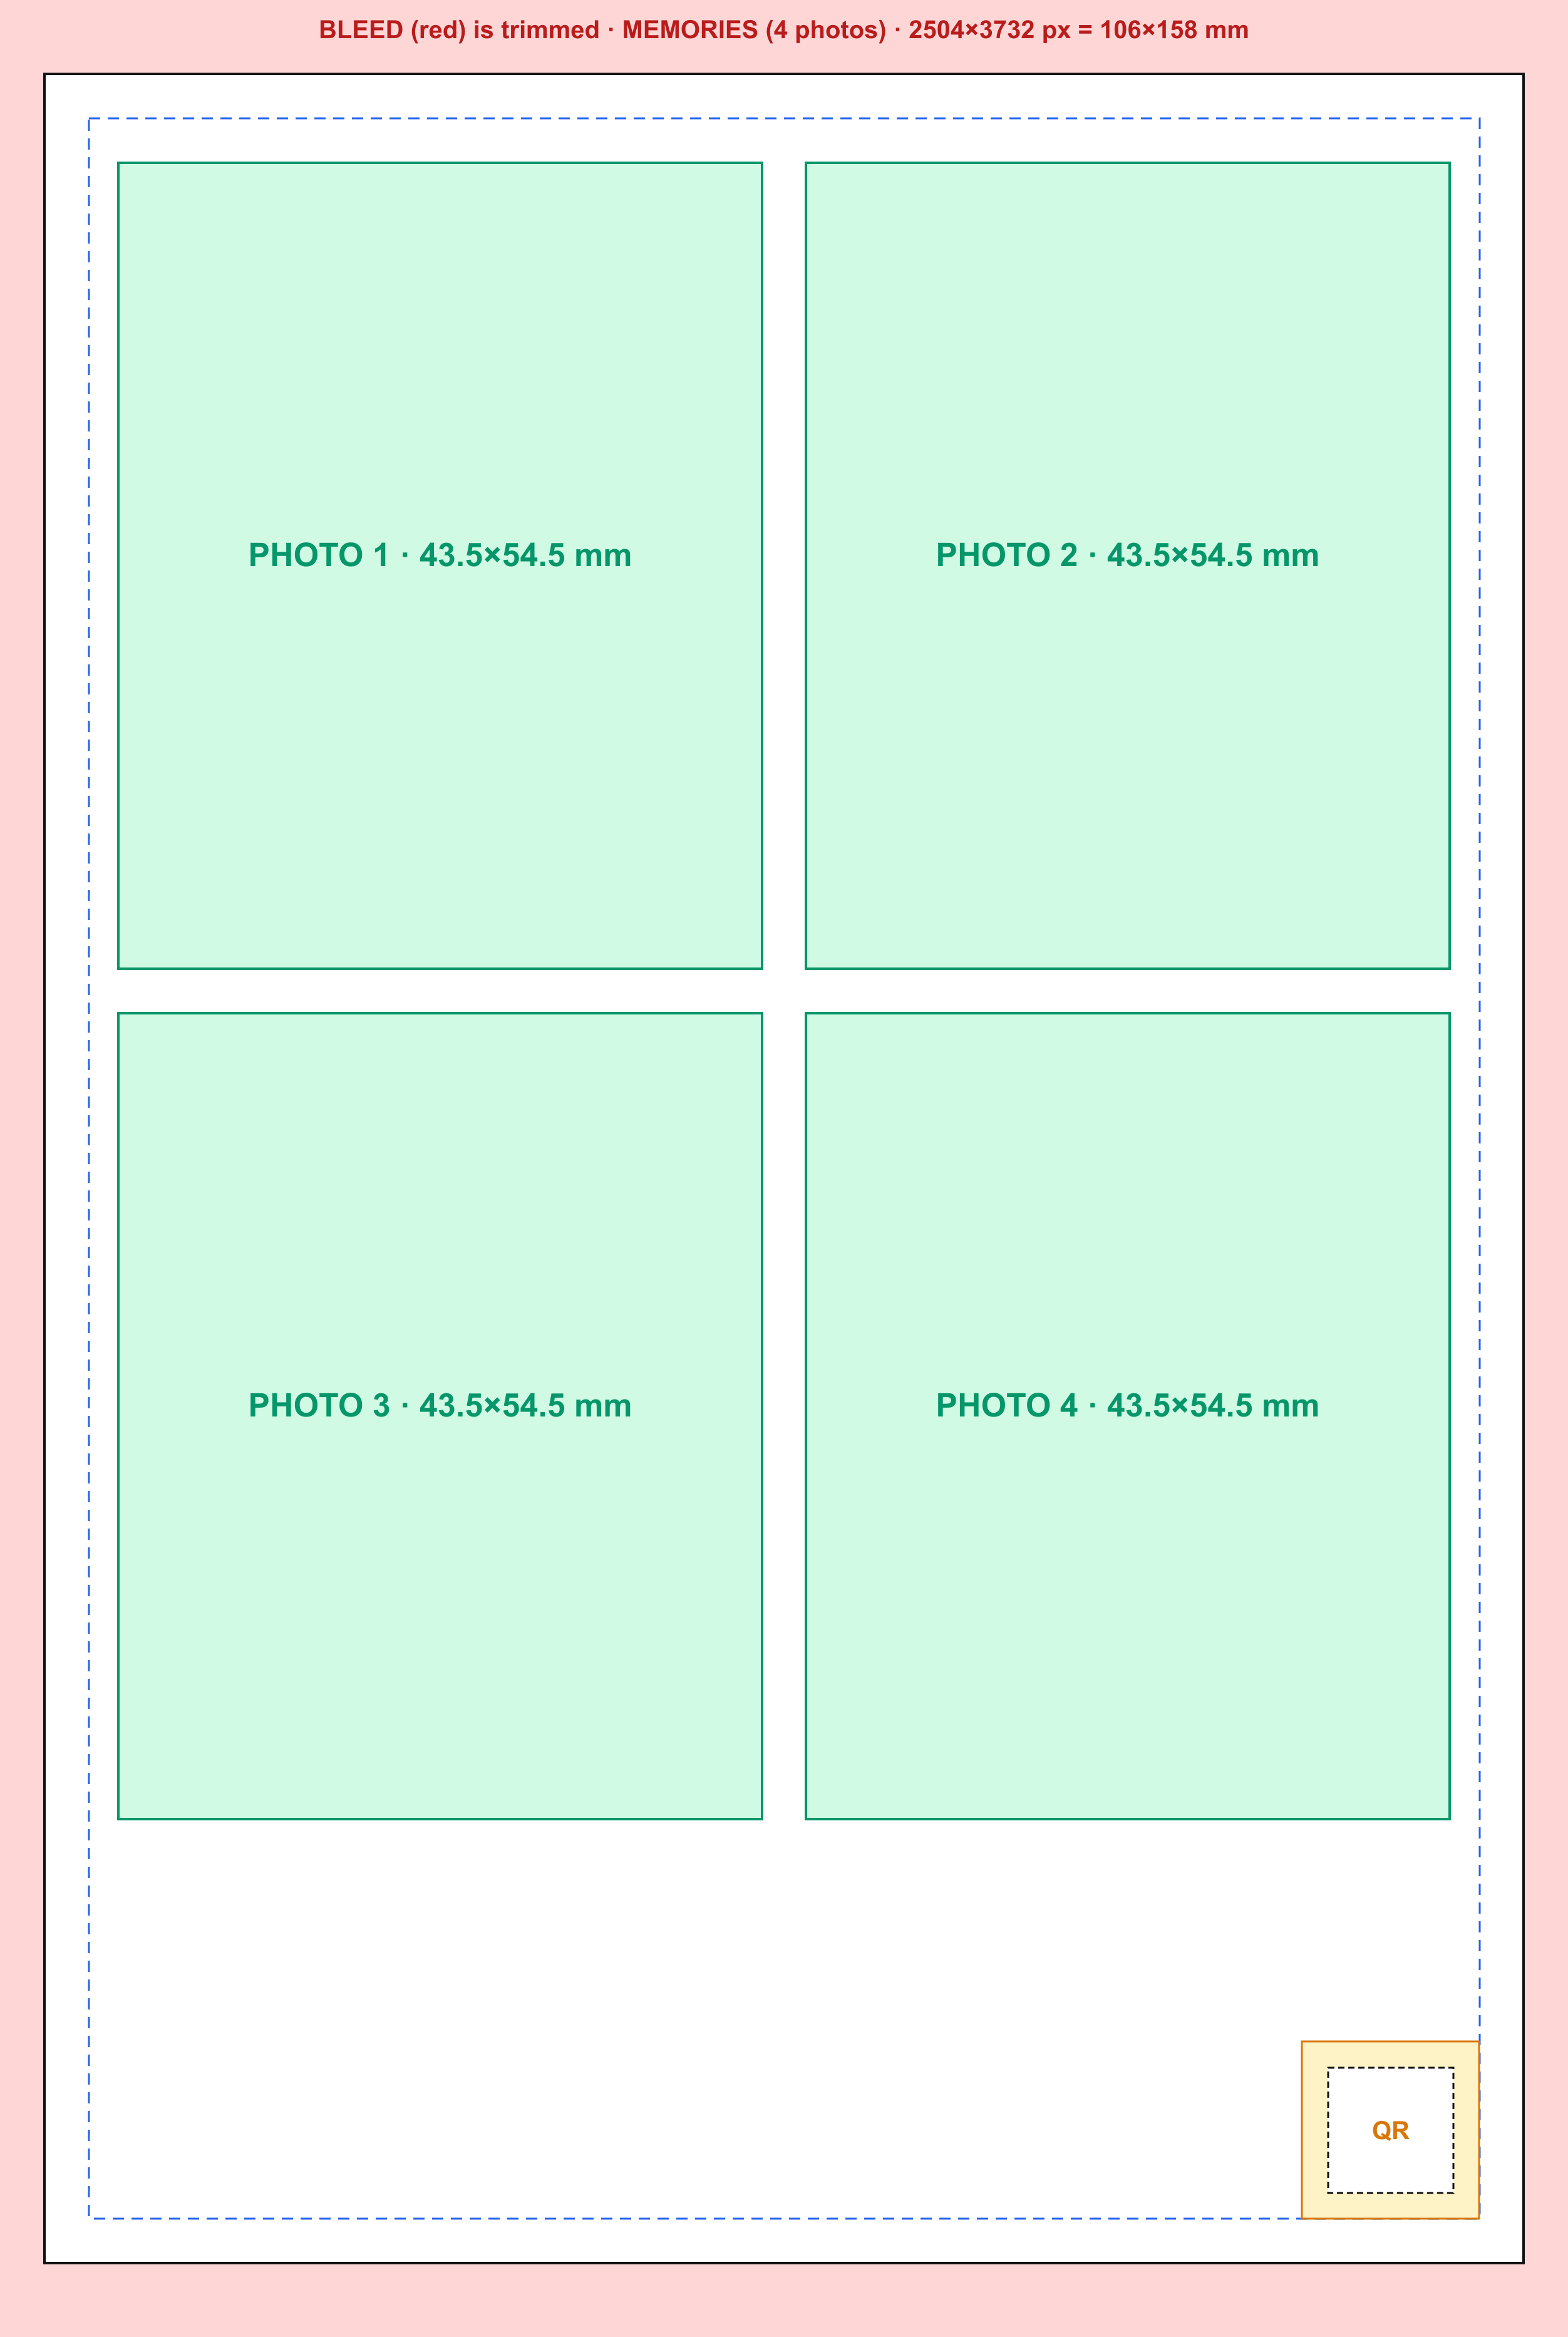 BLEED (red) is trimmed · MEMORIES (4 photos) · 2504×3732 px = 106×158 mm
PHOTO 1 · 43.5×54.5 mm
PHOTO 2 · 43.5×54.5 mm
PHOTO 3 · 43.5×54.5 mm
PHOTO 4 · 43.5×54.5 mm
QR